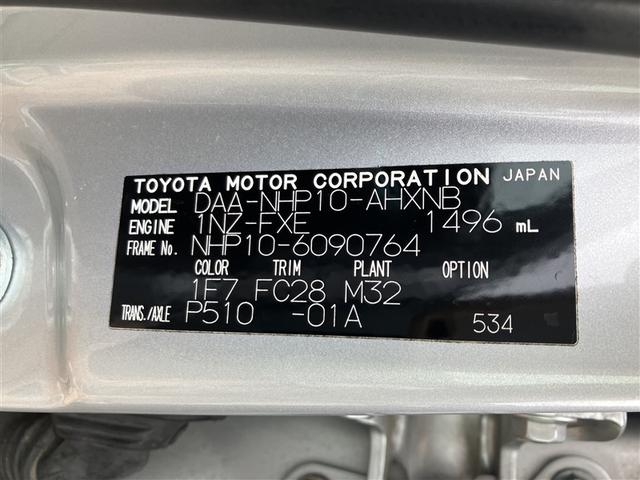 TOYOTA MOTOR CORPORATION JAPAN
MODEL DAA-NHP10-AHXNB
ENGINE 1NZ-FXE 1496 mL
FRAME No. NHP10-6090764
COLOR TRIM PLANT OPTION
1F7 FC28 M32
TRANS./AXLE P510 -01A 534